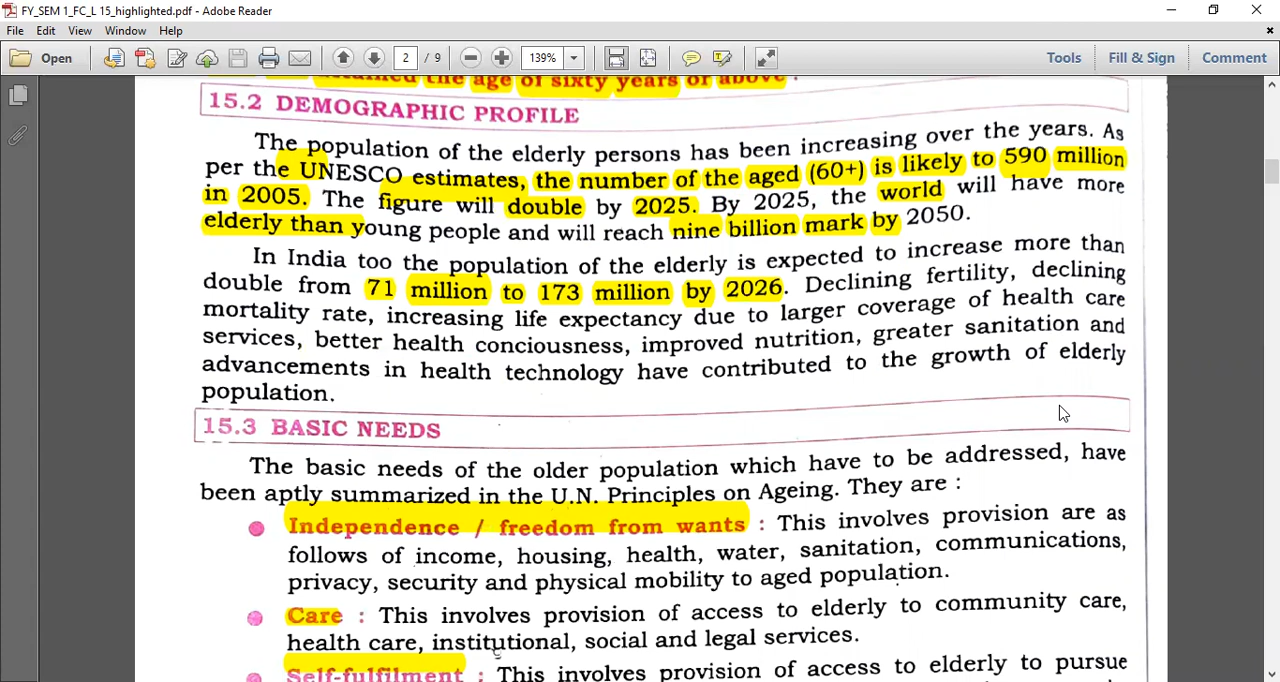 FY_SEM 1_FC_L 15_highlighted.pdf - Adobe Reader
File Edit View Window Help
Open 2 / 9 139% Tools Fill & Sign Comment
attained the age of sixty years or above .
15.2 DEMOGRAPHIC PROFILE
The population of the elderly persons has been increasing over the years. As
per the UNESCO estimates, the number of the aged (60+) is likely to 590 million
in 2005. The figure will double by 2025. By 2025, the world will have more
elderly than young people and will reach nine billion mark by 2050.
In India too the population of the elderly is expected to increase more than
double from 71 million to 173 million by 2026. Declining fertility, declining
mortality rate, increasing life expectancy due to larger coverage of health care
services, better health conciousness, improved nutrition, greater sanitation and
advancements in health technology have contributed to the growth of elderly
population.
15.3 BASIC NEEDS
The basic needs of the older population which have to be addressed, have
been aptly summarized in the U.N. Principles on Ageing. They are :
Independence / freedom from wants : This involves provision are as
follows of income, housing, health, water, sanitation, communications,
privacy, security and physical mobility to aged population.
Care : This involves provision of access to elderly to community care,
health care, institutional, social and legal services.
Self-fulfilment : This involves provision of access to elderly to pursue